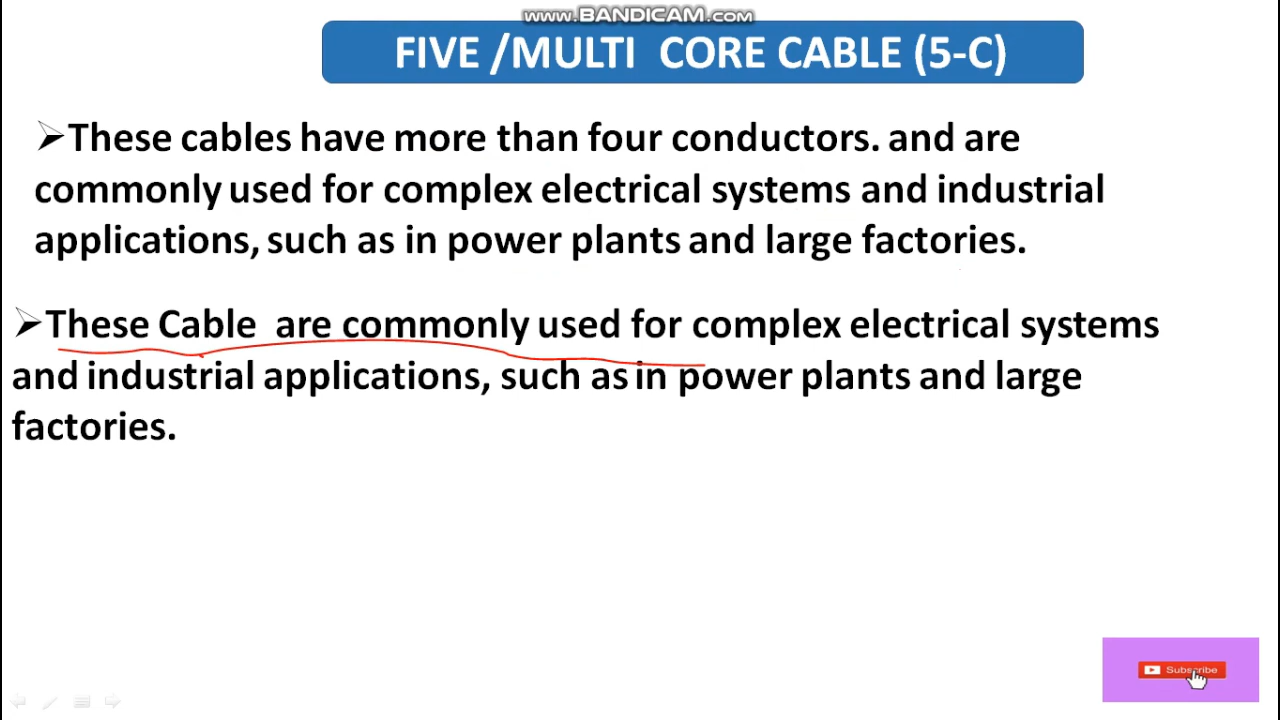 www.BANDICAM.com
FIVE /MULTI CORE CABLE (5-C)
➢These cables have more than four conductors. and are
commonly used for complex electrical systems and industrial
applications, such as in power plants and large factories.
➢These Cable are commonly used for complex electrical systems
and industrial applications, such as in power plants and large
factories.
Subscribe